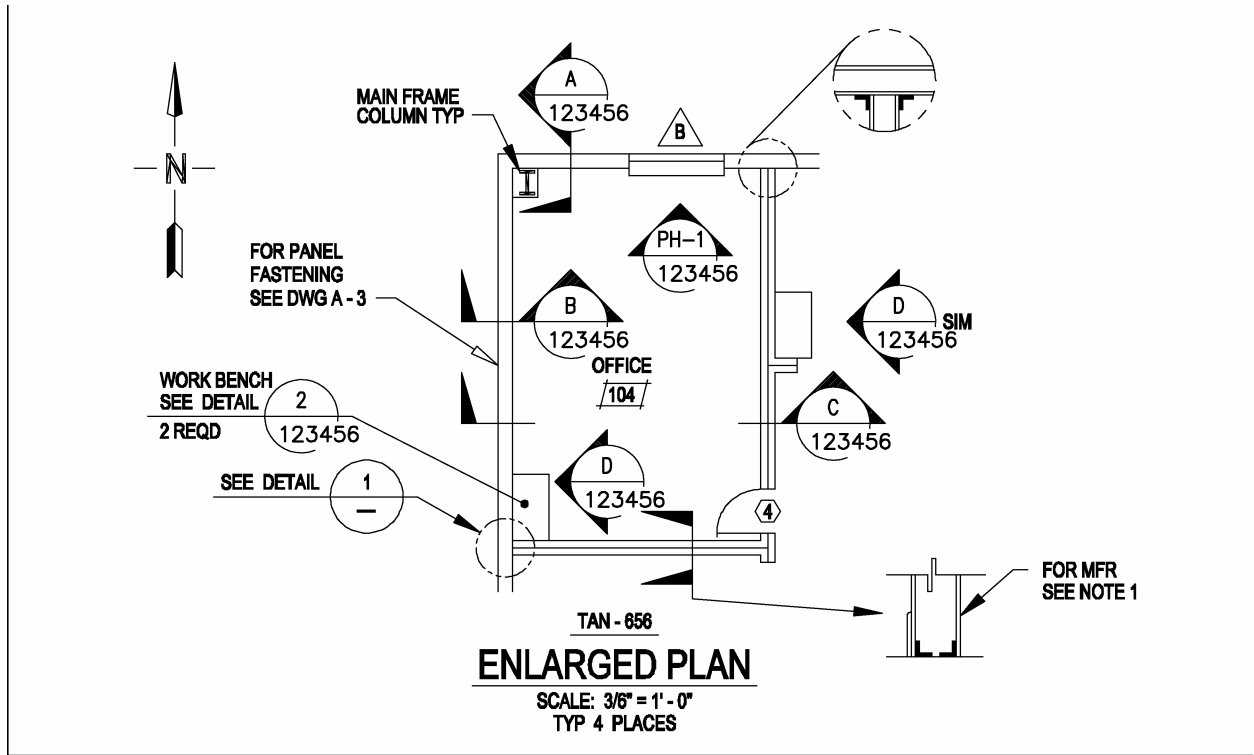 A
123456
MAIN FRAME
COLUMN TYP
B
N
PH-1
123456
FOR PANEL
FASTENING
SEE DWG A - 3
B
123456
D
123456
SIM
OFFICE
104
WORK BENCH
SEE DETAIL
2 REQD
2
123456
C
123456
SEE DETAIL
1
—
D
123456
4
FOR MFR
SEE NOTE 1
TAN - 656
ENLARGED PLAN
SCALE: 3/6" = 1' - 0"
TYP 4 PLACES